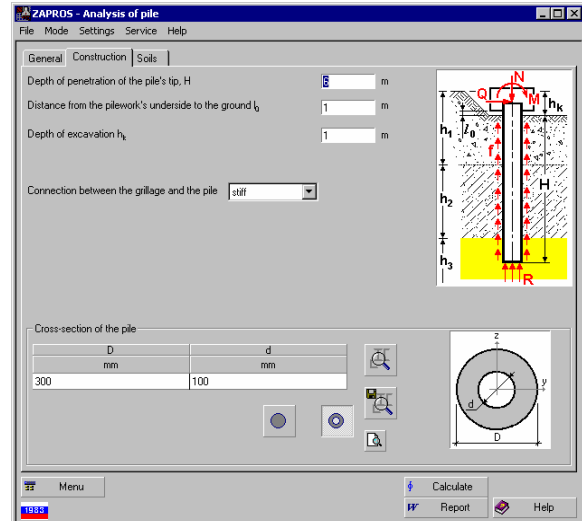 ZAPROS - Analysis of pile
File Mode Settings Service Help
General Construction Soils
Depth of penetration of the pile's tip, H 6 m
Distance from the pilework's underside to the ground l0 1 m
Depth of excavation hk 1 m
Connection between the grillage and the pile stiff
N
Q M
hk
h1 l0
f
H
h2
h3
R
Cross-section of the pile
D d
mm mm
300 100
z
y
d
D
Menu Calculate
1983 W Report Help